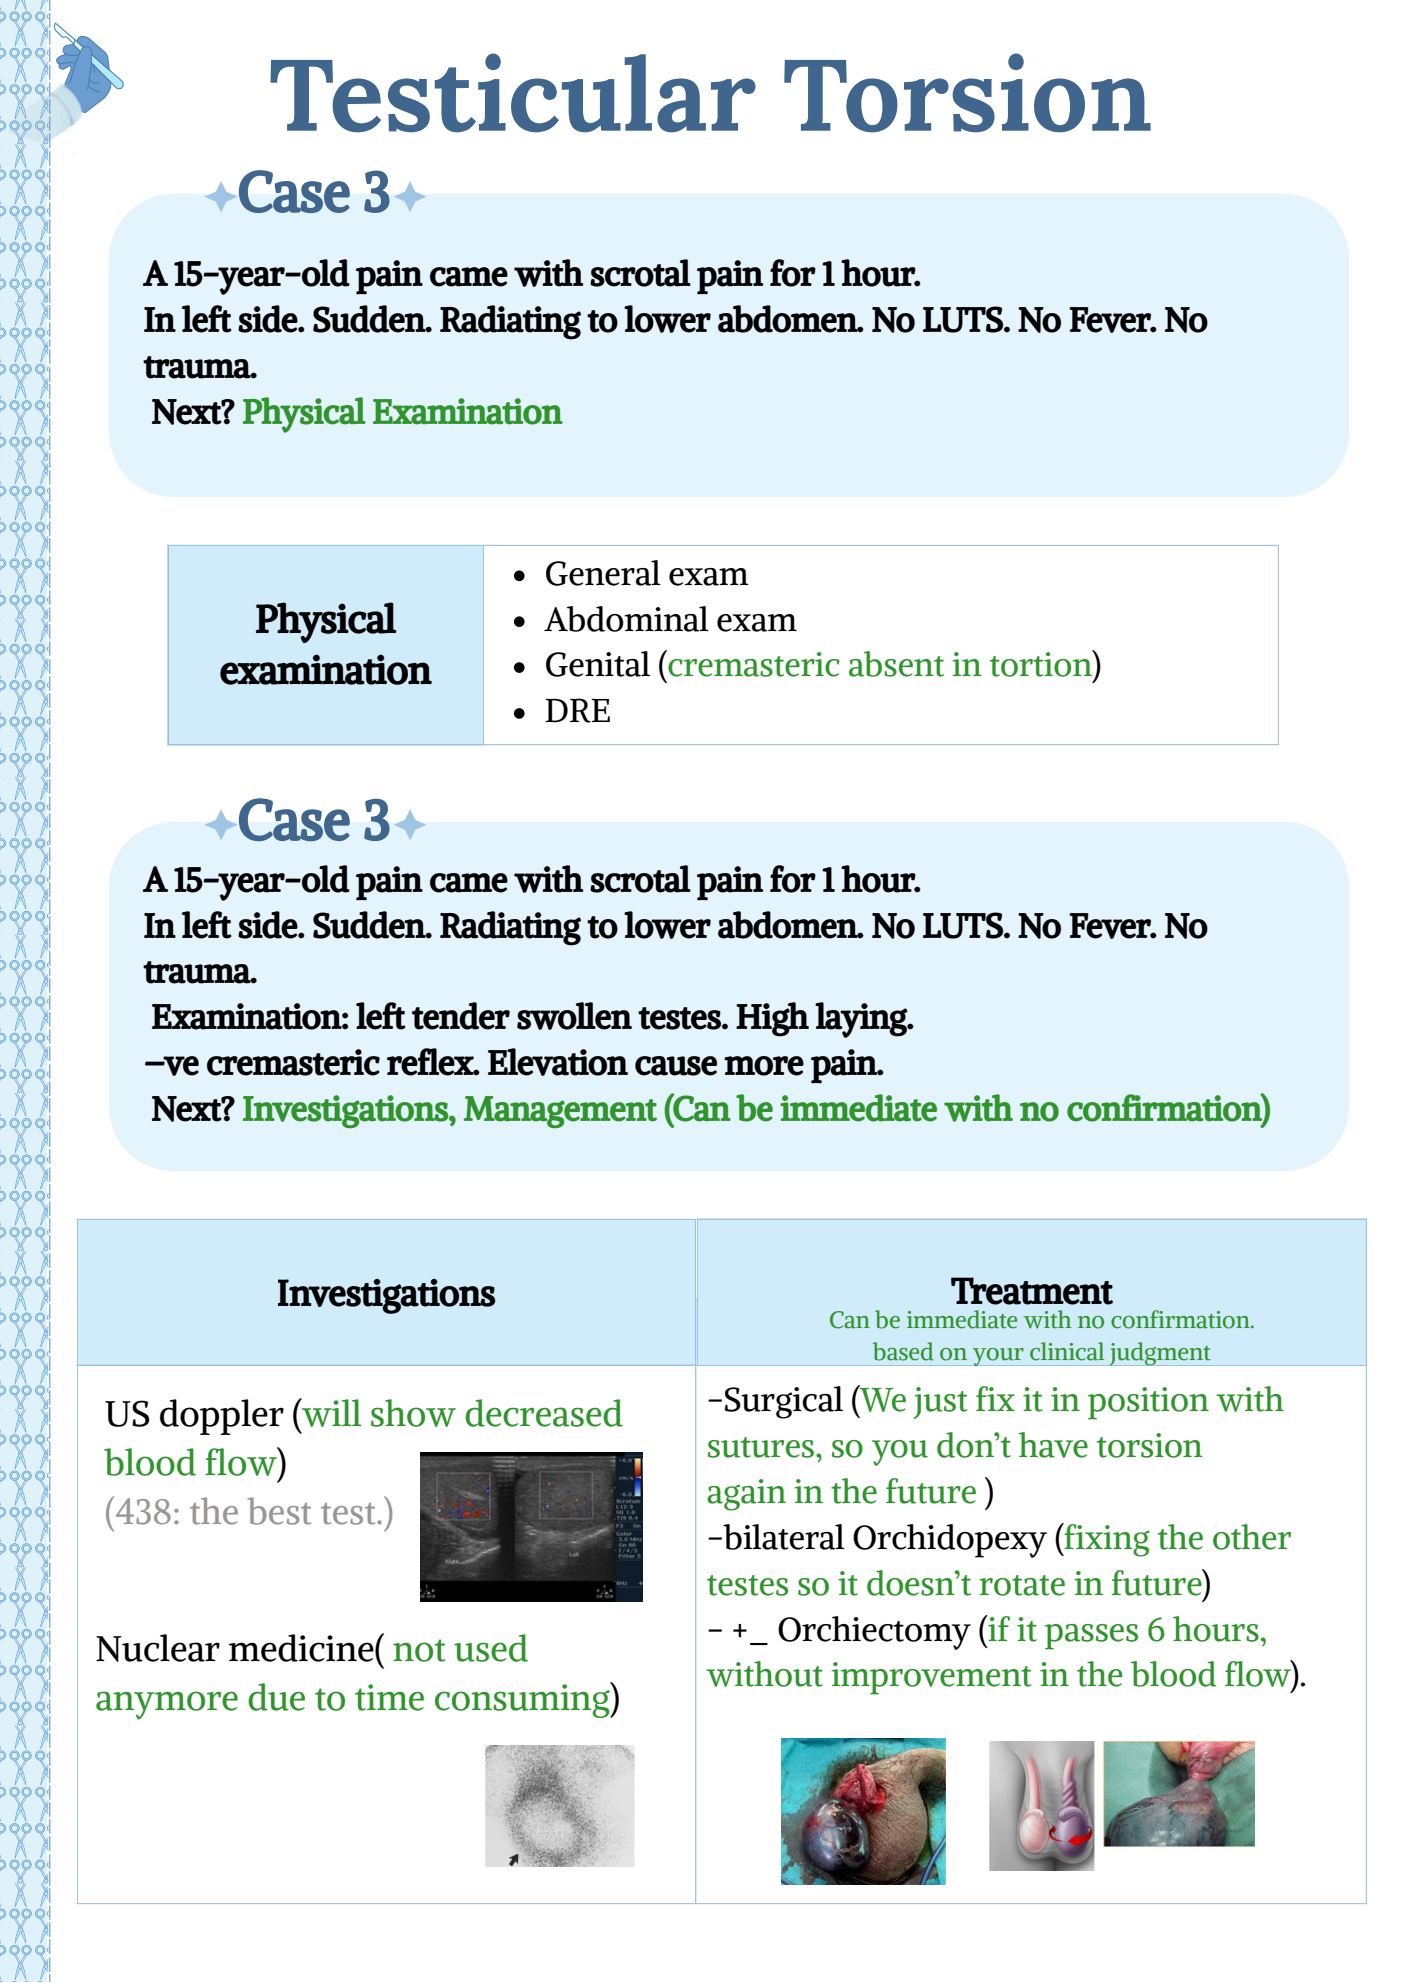 Testicular Torsion
Case 3
A 15-year-old pain came with scrotal pain for 1 hour.
In left side. Sudden. Radiating to lower abdomen. No LUTS. No Fever. No
trauma.
Next? Physical Examination
Physical
examination
• General exam
• Abdominal exam
• Genital (cremasteric absent in tortion)
• DRE
Case 3
A 15-year-old pain came with scrotal pain for 1 hour.
In left side. Sudden. Radiating to lower abdomen. No LUTS. No Fever. No
trauma.
Examination: left tender swollen testes. High laying.
–ve cremasteric reflex. Elevation cause more pain.
Next? Investigations, Management (Can be immediate with no confirmation)
Investigations
US doppler (will show decreased
blood flow)
(438: the best test.)
Right
Left
Nuclear medicine( not used
anymore due to time consuming)
Treatment
Can be immediate with no confirmation.
based on your clinical judgment
-Surgical (We just fix it in position with
sutures, so you don't have torsion
again in the future )
-bilateral Orchidopexy (fixing the other
testes so it doesn't rotate in future)
- +_ Orchiectomy (if it passes 6 hours,
without improvement in the blood flow).